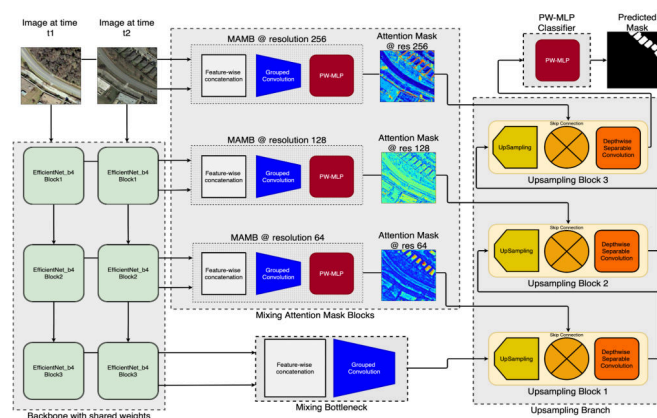 Image at time
t1
Image at time
t2
MAMB @ resolution 256
Feature-wise
concatenation
Grouped
Convolution
PW-MLP
Attention Mask
@ res 256
PW-MLP
Classifier
PW-MLP
Predicted
Mask
MAMB @ resolution 128
Feature-wise
concatenation
Grouped
Convolution
PW-MLP
Attention Mask
@ res 128
MAMB @ resolution 64
Feature-wise
concatenation
Grouped
Convolution
PW-MLP
Attention Mask
@ res 64
Mixing Attention Mask Blocks
EfficientNet_b4
Block1
EfficientNet_b4
Block1
EfficientNet_b4
Block2
EfficientNet_b4
Block2
EfficientNet_b4
Block3
EfficientNet_b4
Block3
Backbone with shared weights
Feature-wise
concatenation
Grouped
Convolution
Mixing Bottleneck
Skip Connection
UpSampling
Depthwise
Separable
Convolution
Upsampling Block 3
Skip Connection
UpSampling
Depthwise
Separable
Convolution
Upsampling Block 2
Skip Connection
UpSampling
Depthwise
Separable
Convolution
Upsampling Block 1
Upsampling Branch